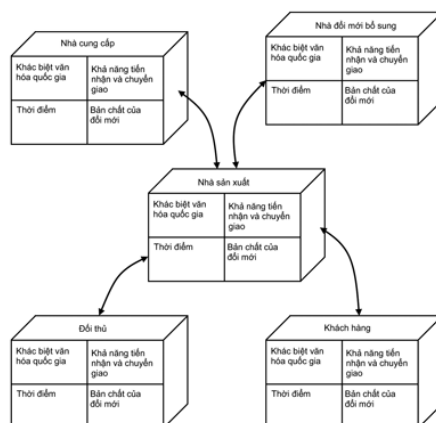 Nhà cung cấp
Khác biệt văn
hóa quốc gia
Khả năng tiến
nhận và chuyển
giao
Thời điểm
Bản chất của
đổi mới
Nhà đổi mới bổ sung
Khác biệt văn
hóa quốc gia
Khả năng tiến
nhận và chuyển
giao
Thời điểm
Bản chất của
đổi mới
Nhà sản xuất
Khác biệt văn
hóa quốc gia
Khả năng tiến
nhận và chuyển
giao
Thời điểm
Bản chất của
đổi mới
Đối thủ
Khác biệt văn
hóa quốc gia
Khả năng tiến
nhận và chuyển
giao
Thời điểm
Bản chất của
đổi mới
Khách hàng
Khác biệt văn
hóa quốc gia
Khả năng tiến
nhận và chuyển
giao
Thời điểm
Bản chất của
đổi mới